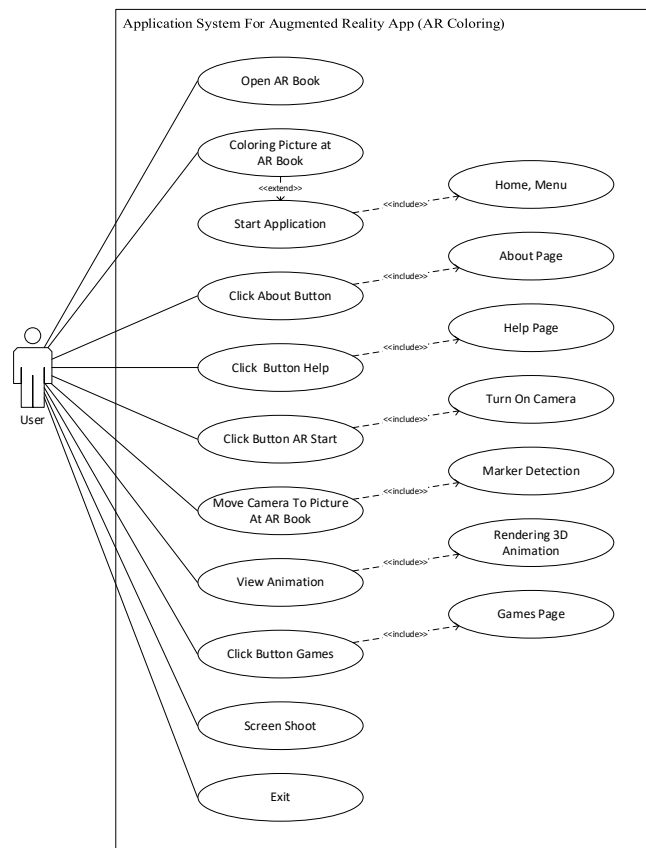 Application System For Augmented Reality App (AR Coloring)
Open AR Book
Coloring Picture at
AR Book
<<extend>>
Start Application
<<include>>
Home, Menu
Click About Button
<<include>>
About Page
Click Button Help
<<include>>
Help Page
Click Button AR Start
<<include>>
Turn On Camera
Move Camera To Picture
At AR Book
<<include>>
Marker Detection
View Animation
<<include>>
Rendering 3D
Animation
Click Button Games
<<include>>
Games Page
Screen Shoot
Exit
User